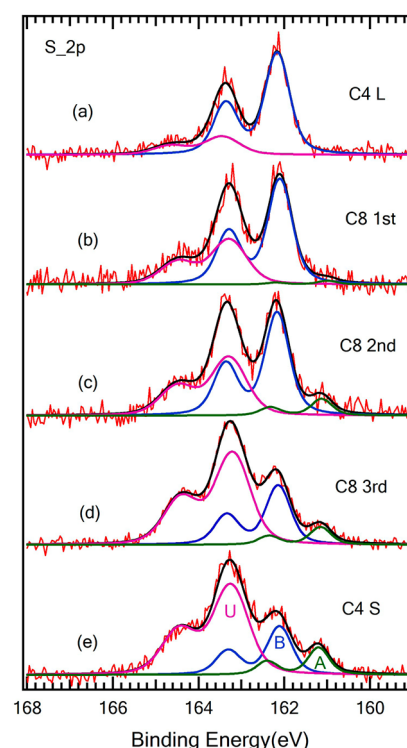 S_2p
C4 L
(a)
C8 1st
(b)
C8 2nd
(c)
C8 3rd
(d)
C4 S
(e)
U
B
A
168 166 164 162 160
Binding Energy(eV)